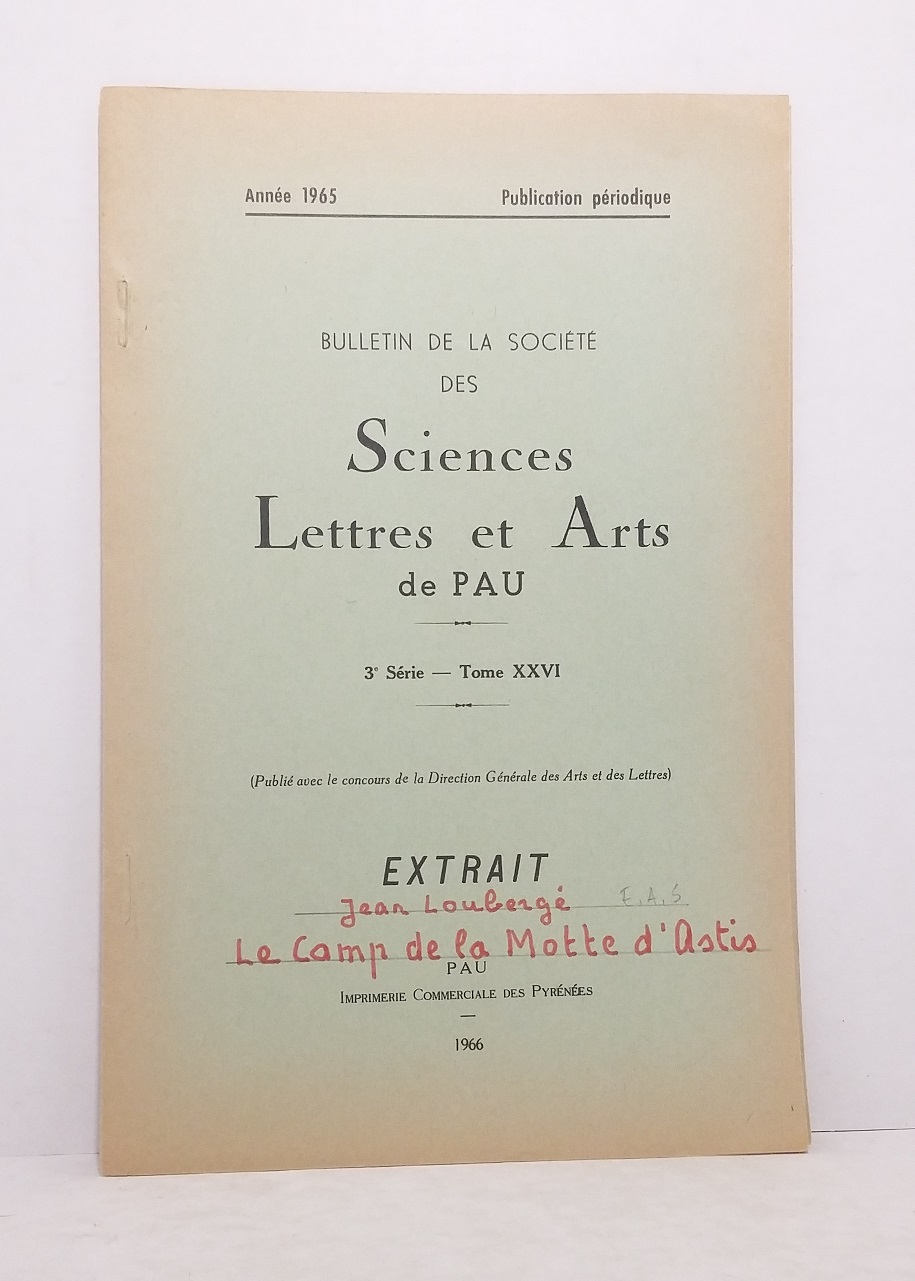 Année 1965 Publication périodique
BULLETIN DE LA SOCIÉTÉ
DES
Sciences
Lettres et Arts
de PAU
3e Série — Tome XXVI
(Publié avec le concours de la Direction Générale des Arts et des Lettres)
EXTRAIT
Jean Loubergé E.A.S
Le Camp de la Motte d'Astis
PAU
IMPRIMERIE COMMERCIALE DES PYRÉNÉES
—
1966